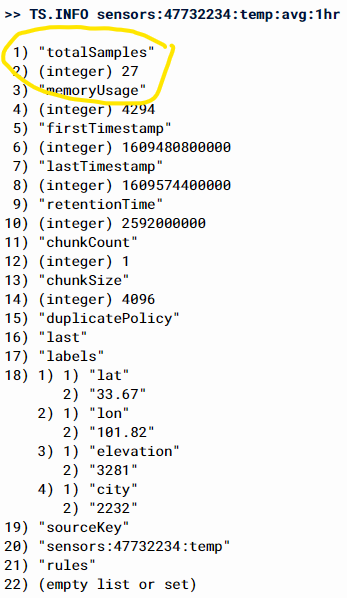 >> TS.INFO sensors:47732234:temp:avg:1hr
1) "totalSamples"
2) (integer) 27
3) "memoryUsage"
4) (integer) 4294
5) "firstTimestamp"
6) (integer) 1609480800000
7) "lastTimestamp"
8) (integer) 1609574400000
9) "retentionTime"
10) (integer) 2592000000
11) "chunkCount"
12) (integer) 1
13) "chunkSize"
14) (integer) 4096
15) "duplicatePolicy"
16) "last"
17) "labels"
18) 1) 1) "lat"
2) "33.67"
2) 1) "lon"
2) "101.82"
3) 1) "elevation"
2) "3281"
4) 1) "city"
2) "2232"
19) "sourceKey"
20) "sensors:47732234:temp"
21) "rules"
22) (empty list or set)